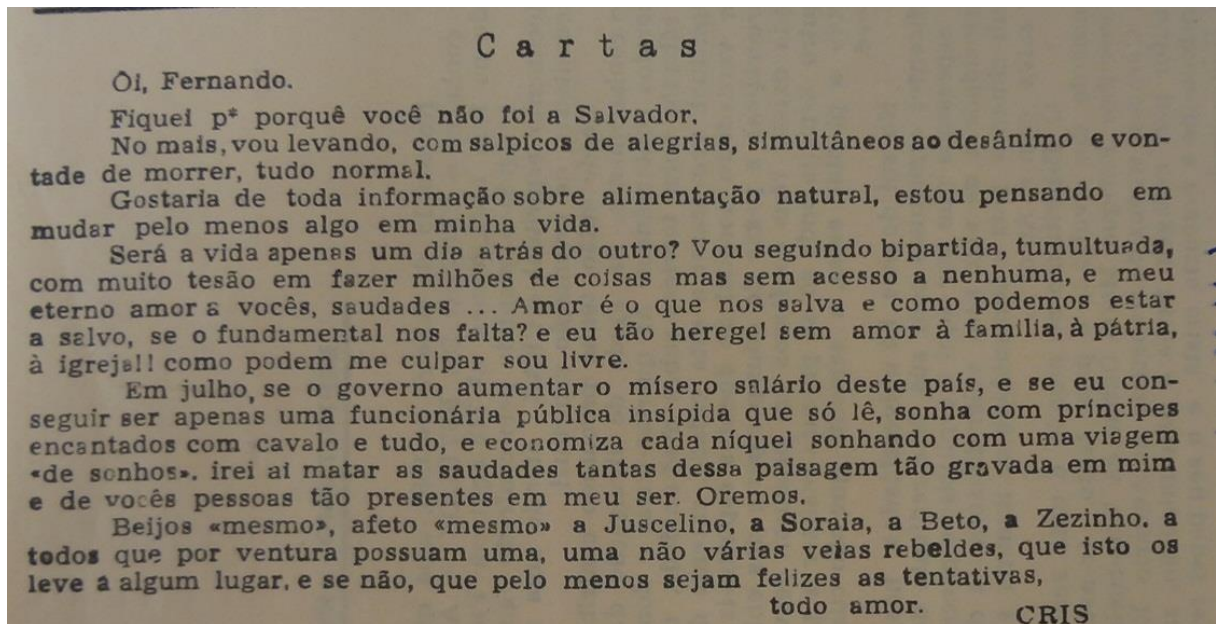 C a r t a s
Ôi, Fernando.
Fiquei p* porquê você não foi a Salvador.
No mais, vou levando, com salpicos de alegrias, simultâneos ao desânimo e von-
tade de morrer, tudo normal.
Gostaria de toda informação sobre alimentação natural, estou pensando em
mudar pelo menos algo em minha vida.
Será a vida apenas um dia atrás do outro? Vou seguindo bipartida, tumultuada,
com muito tesão em fazer milhões de coisas mas sem acesso a nenhuma, e meu
eterno amor a vocês, saudades ... Amor é o que nos salva e como podemos estar
a salvo, se o fundamental nos falta? e eu tão herege! sem amor à família, à pátria,
à igreja!! como podem me culpar sou livre.
Em julho, se o governo aumentar o mísero salário deste país, e se eu con-
seguir ser apenas uma funcionária pública insípida que só lê, sonha com príncipes
encantados com cavalo e tudo, e economiza cada níquel sonhando com uma viagem
«de sonhos». irei ai matar as saudades tantas dessa paisagem tão gravada em mim
e de vocês pessoas tão presentes em meu ser. Oremos.
Beijos «mesmo», afeto «mesmo» a Juscelino, a Soraia, a Beto, a Zezinho. a
todos que por ventura possuam uma, uma não várias veias rebeldes, que isto os
leve a algum lugar, e se não, que pelo menos sejam felizes as tentativas,
todo amor.
CRIS